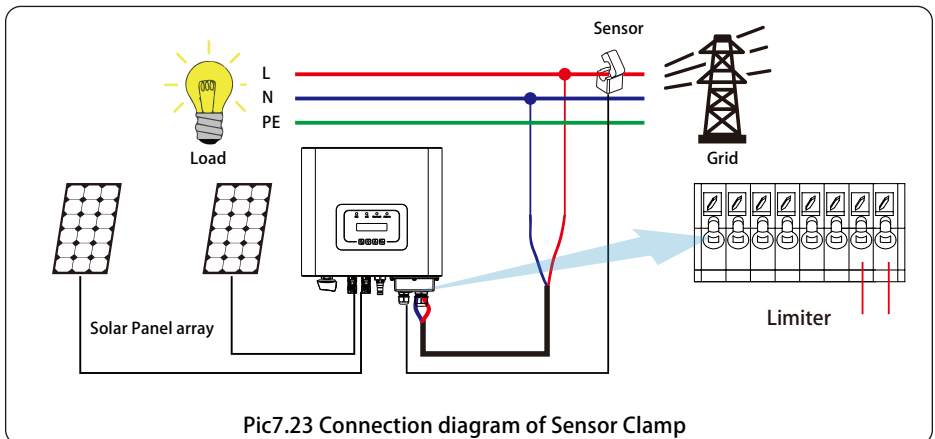 Sensor
L
N
PE
Load
Grid
Solar Panel array
Limiter
Pic7.23 Connection diagram of Sensor Clamp